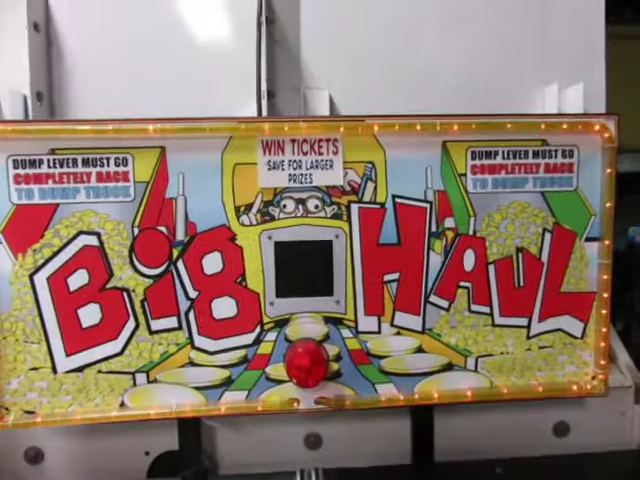 WIN TICKETS
SAVE FOR LARGER
PRIZES
DUMP LEVER MUST GO
COMPLETELY BACK
TO DUMP TRUCK
DUMP LEVER MUST GO
COMPLETELY BACK
TO DUMP TRUCK
BiG HAUL